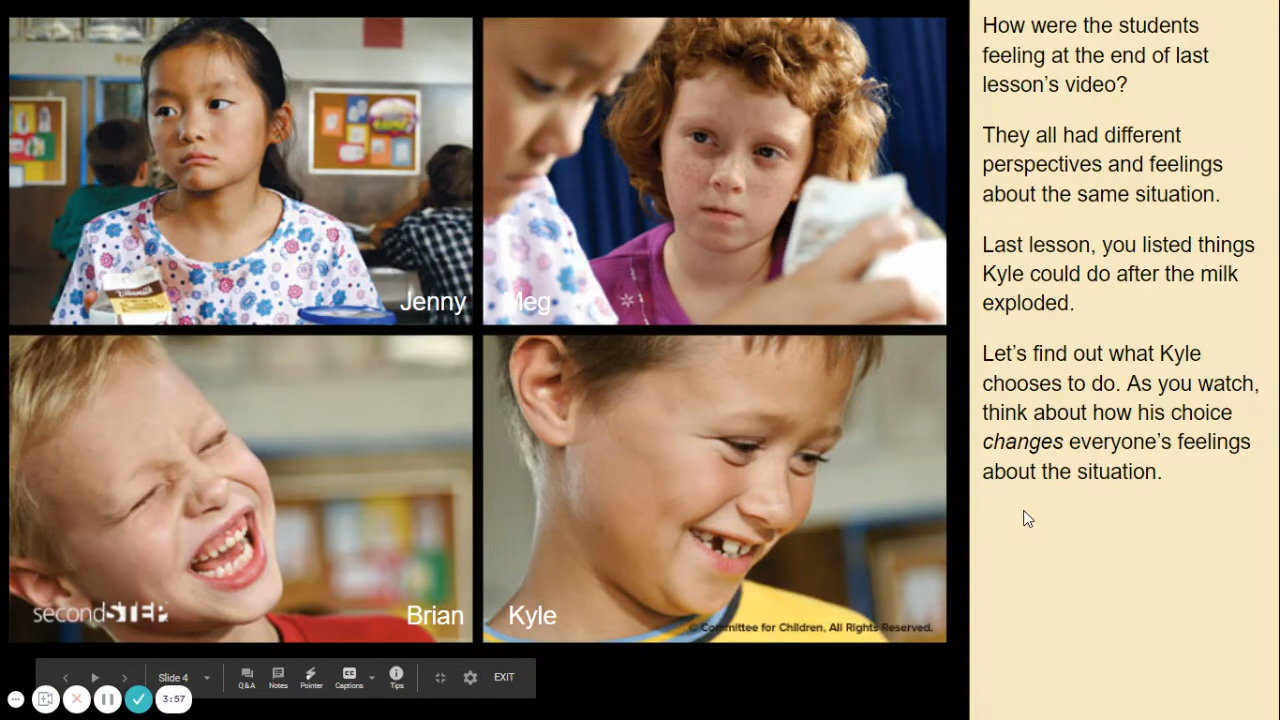 How were the students
feeling at the end of last
lesson's video?
They all had different
perspectives and feelings
about the same situation.
Last lesson, you listed things
Kyle could do after the milk
exploded.
Let's find out what Kyle
chooses to do. As you watch,
think about how his choice
changes everyone's feelings
about the situation.
Jenny
Meg
secondSTEP
Brian
Kyle
© Committee for Children, All Rights Reserved.
Slide 4
Q&A
Notes
Pointer
CC
Captions
Tips
EXIT
3:57